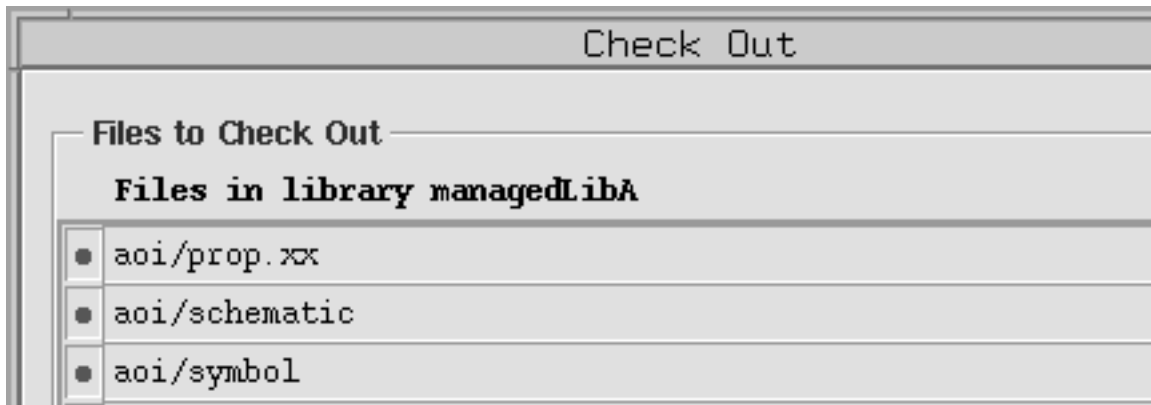 Check Out
Files to Check Out
Files in library managedLibA
aoi/prop.xx
aoi/schematic
aoi/symbol